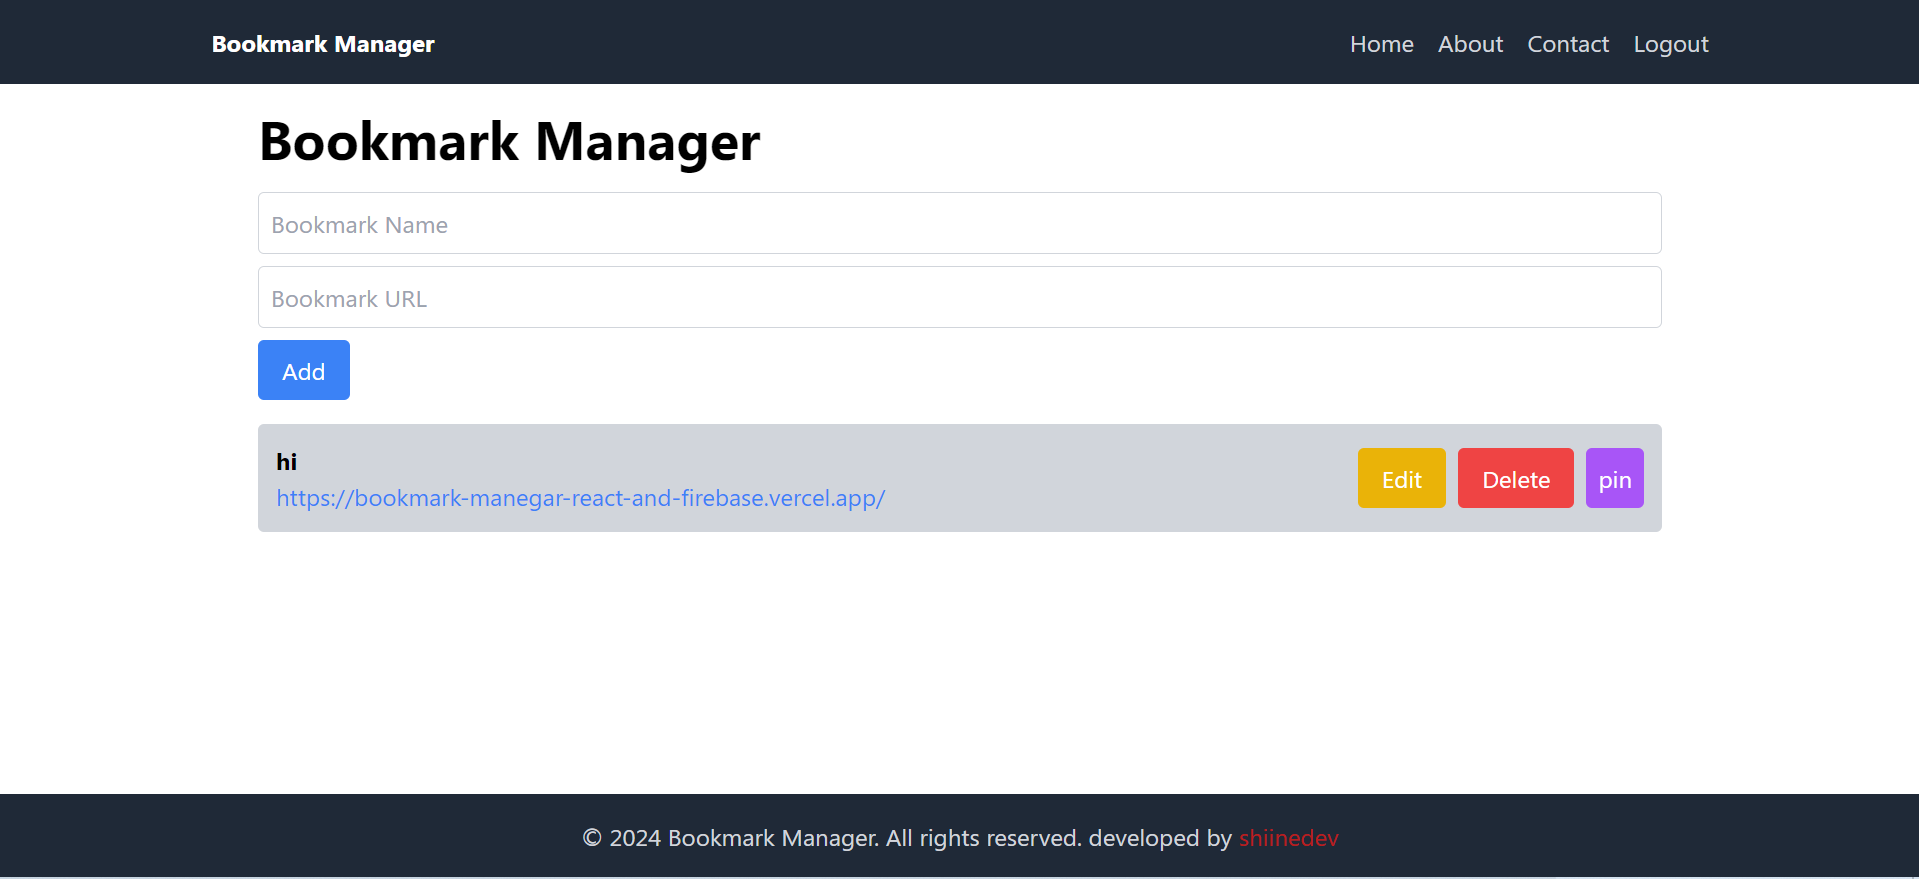 Bookmark Manager Home About Contact Logout
Bookmark Manager
Bookmark Name
Bookmark URL
Add
hi
https://bookmark-manegar-react-and-firebase.vercel.app/
Edit Delete pin
© 2024 Bookmark Manager. All rights reserved. developed by shiinedev